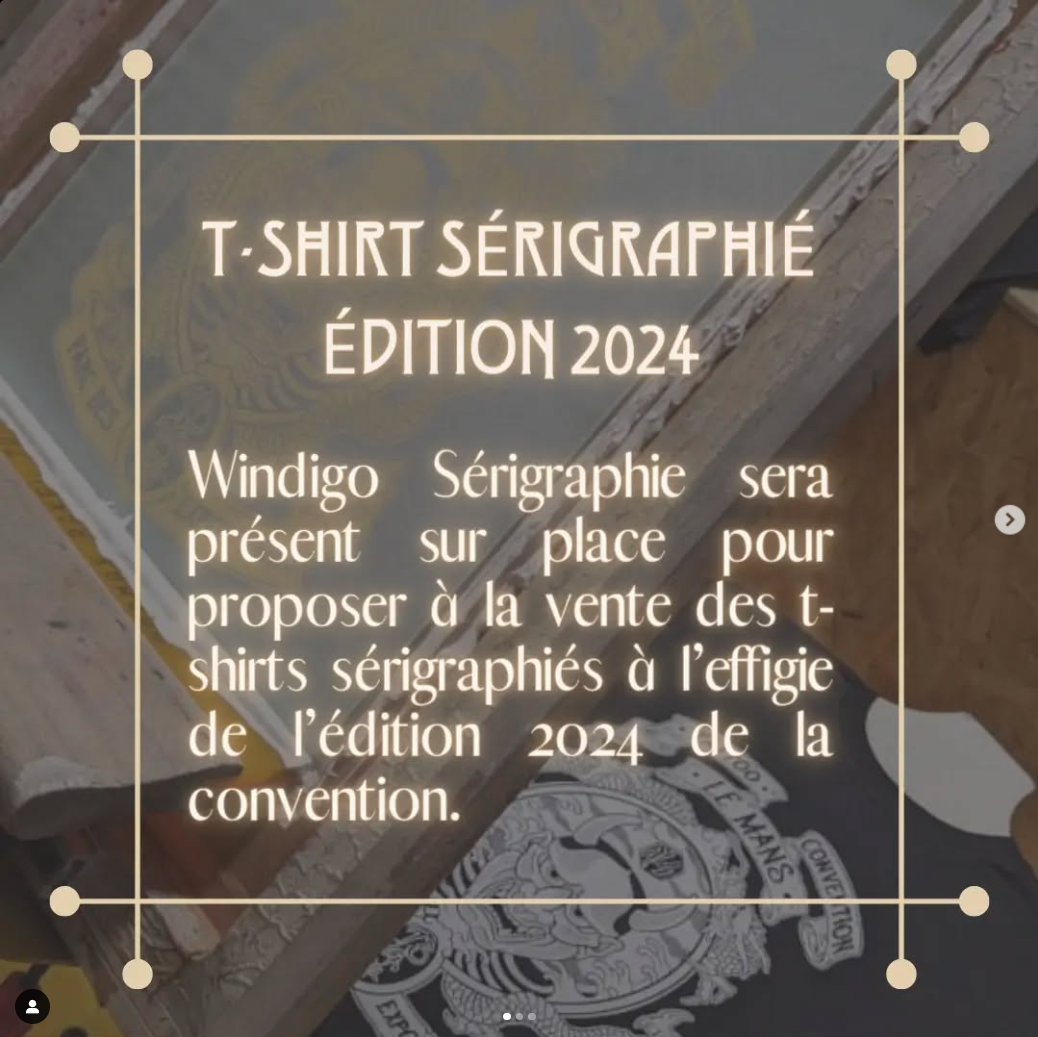 T-SHIRT SÉRIGRAPHIÉ
ÉDITION 2024
Windigo Sérigraphie sera
présent sur place pour
proposer à la vente des t-
shirts sérigraphiés à l'effigie
de l'édition 2024 de la
convention.
LE MANS
CONVENTION